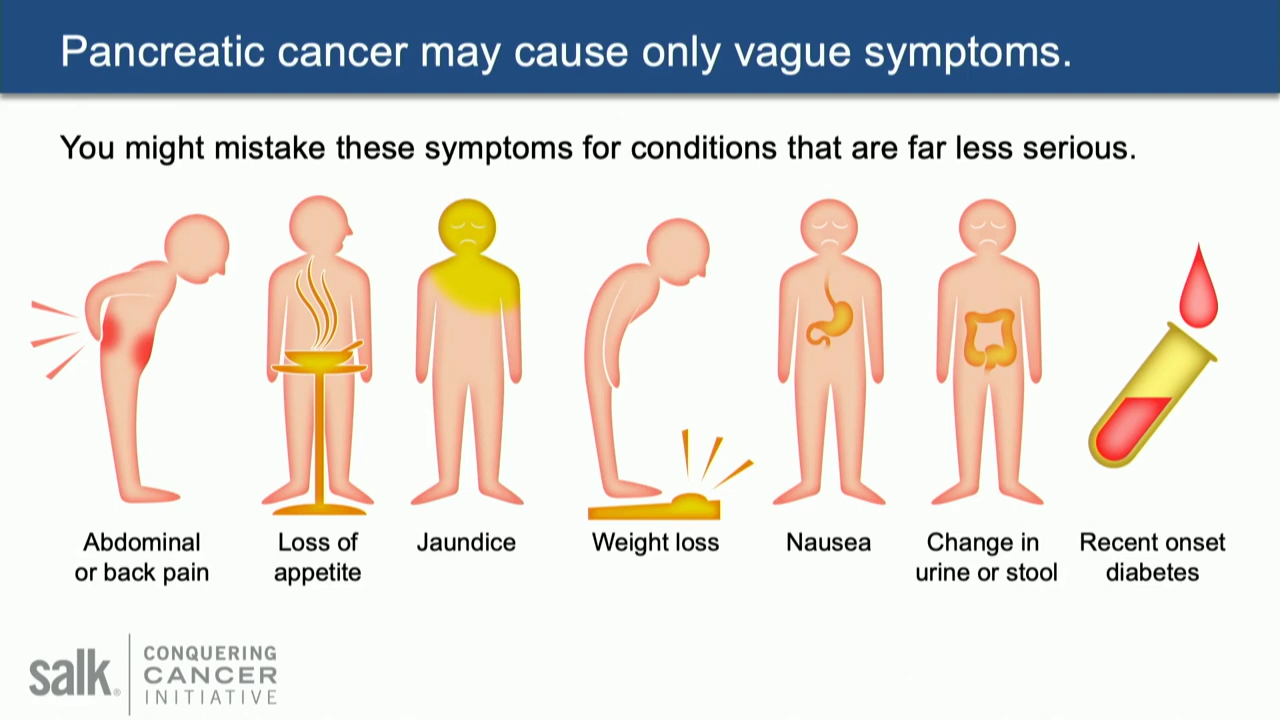 Pancreatic cancer may cause only vague symptoms.
You might mistake these symptoms for conditions that are far less serious.
Abdominal
or back pain
Loss of
appetite
Jaundice
Weight loss
Nausea
Change in
urine or stool
Recent onset
diabetes
salk®
CONQUERING
CANCER
INITIATIVE